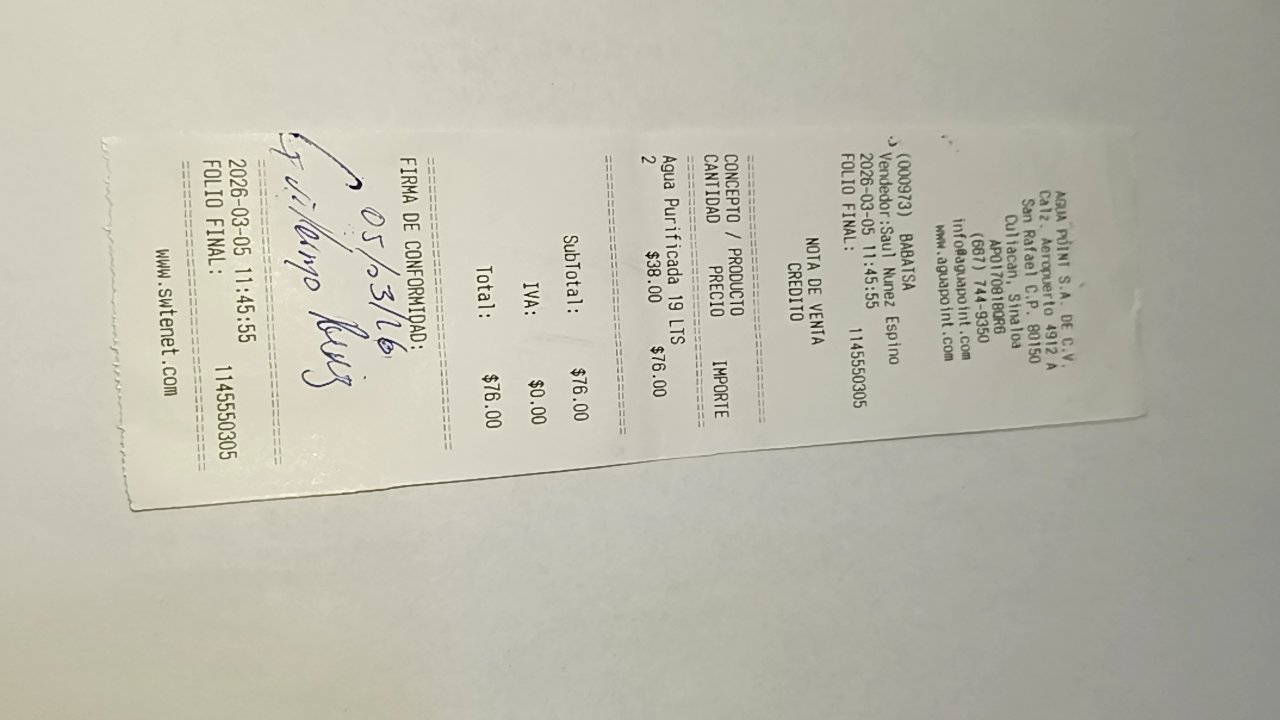 AGUA POINT S.A. DE C.V.
Calz. Aeropuerto 4912 A
San Rafael C.P. 80150
Culiacan, Sinaloa
APO170818QR6
(667) 744-9350
info@aguapoint.com
www.aguapoint.com
(000973) BABATSA
Vendedor:Saul Nunez Espino
2026-03-05 11:45:55
FOLIO FINAL: 1145550305
NOTA DE VENTA
CREDITO
=============================
CONCEPTO / PRODUCTO
CANTIDAD PRECIO IMPORTE
=============================
Agua Purificada 19 LTS
2 $38.00 $76.00
=============================
SubTotal: $76.00
IVA: $0.00
Total: $76.00
=============================
FIRMA DE CONFORMIDAD:
05/03/26
=============================
2026-03-05 11:45:55
FOLIO FINAL: 1145550305
=============================
www.swtenet.com